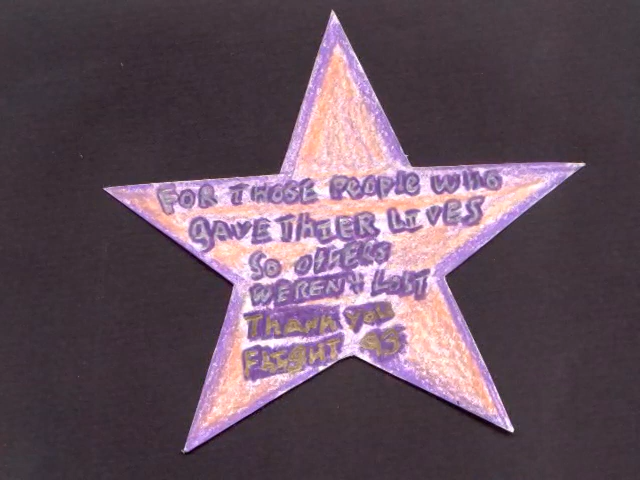 FOR THOSE PEOPlE WHO
GAVE THIER LIVES
SO OTHERS
WEREN't LOST
THANK YOU
FLIGHT 93